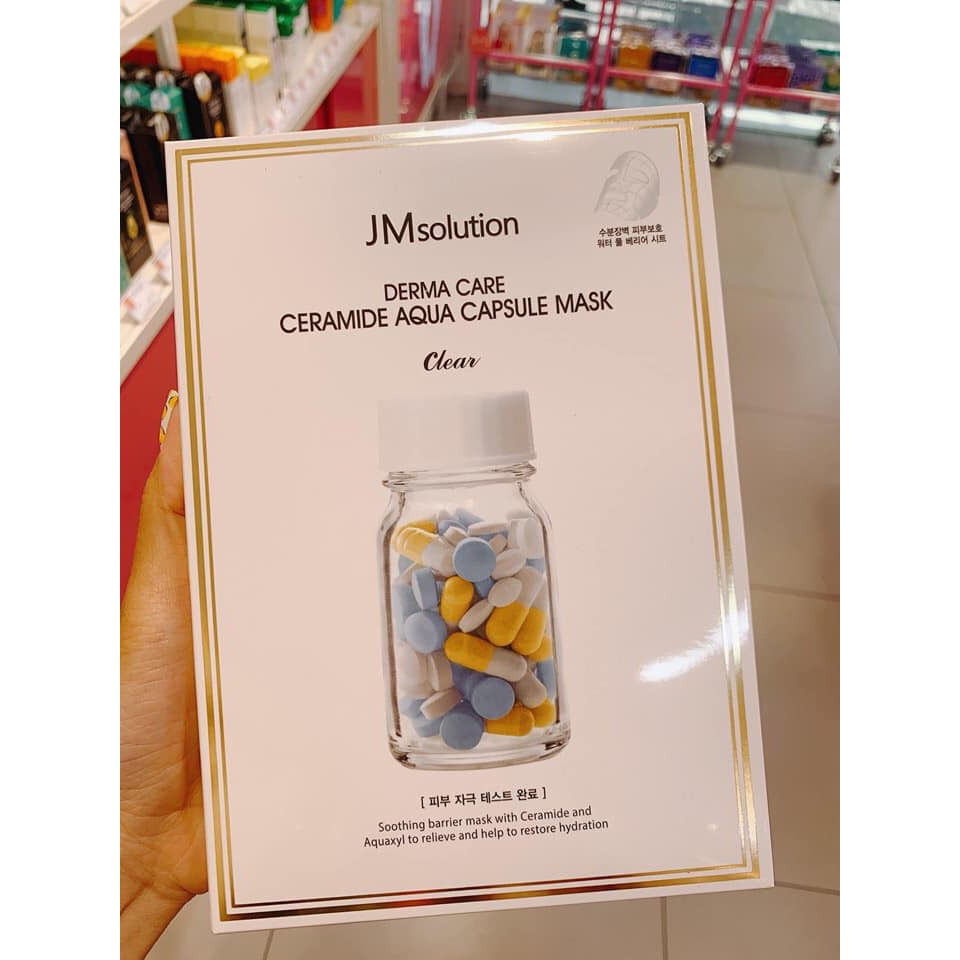 수분장벽 피부보호
워터 풀 베리어 시트
JMsolution
DERMA CARE
CERAMIDE AQUA CAPSULE MASK
Clear
[ 피부 자극 테스트 완료 ]
Soothing barrier mask with Ceramide and
Aquaxyl to relieve and help to restore hydration